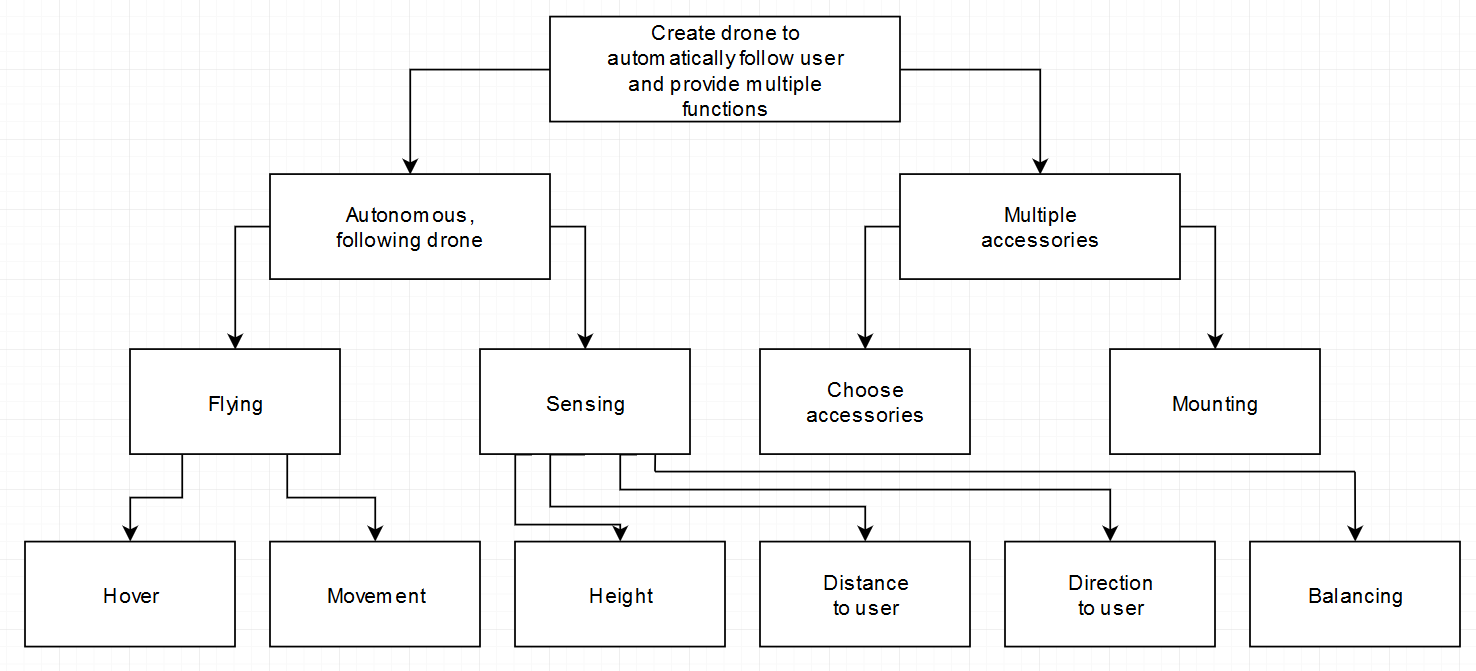 Create drone to
automatically follow user
and provide multiple
functions
Autonomous,
following drone
Multiple
accessories
Flying
Sensing
Choose
accessories
Mounting
Hover
Movement
Height
Distance
to user
Direction
to user
Balancing